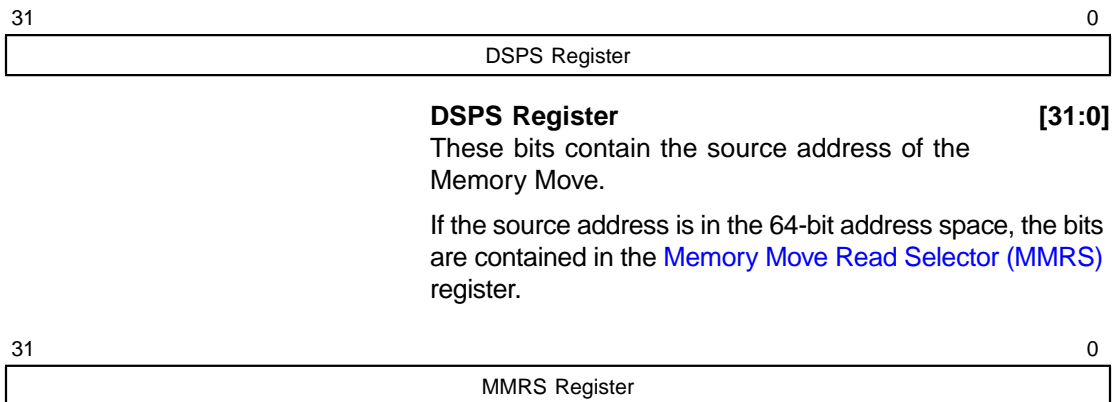 31 0
DSPS Register
DSPS Register [31:0]
These bits contain the source address of the
Memory Move.
If the source address is in the 64-bit address space, the bits
are contained in the Memory Move Read Selector (MMRS)
register.
31 0
MMRS Register